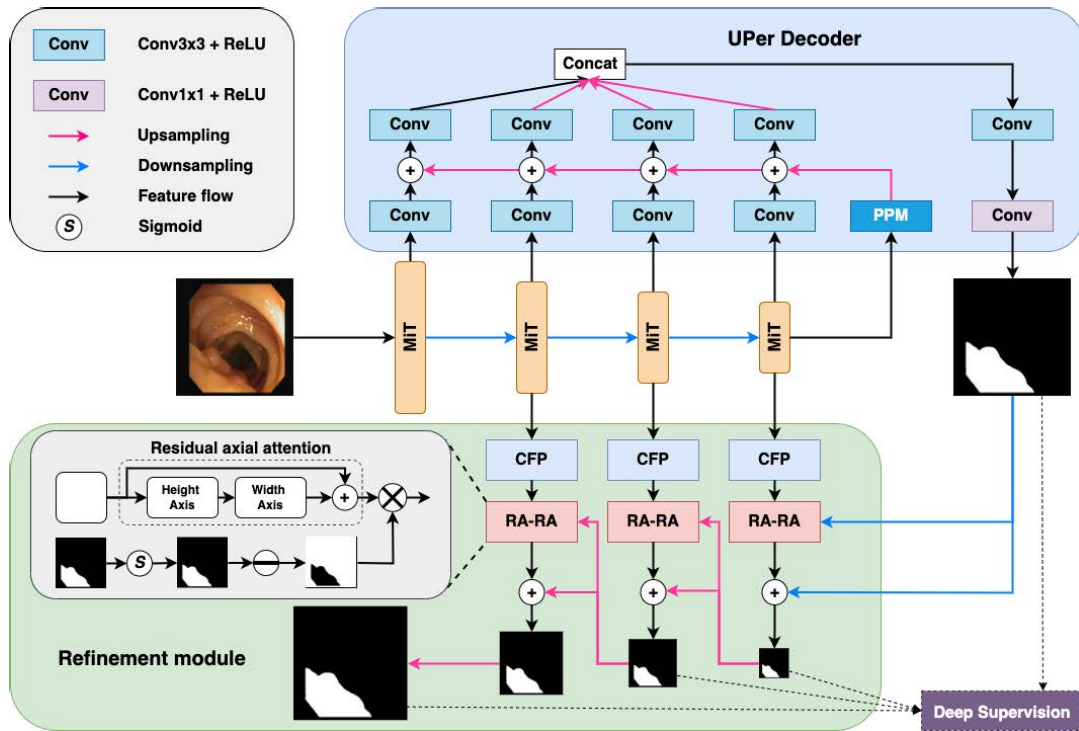 Conv Conv3x3 + ReLU
Conv Conv1x1 + ReLU
Upsampling
Downsampling
Feature flow
S Sigmoid
UPer Decoder
Concat
Conv Conv Conv Conv Conv
+ + + +
Conv Conv Conv Conv PPM Conv
MiT MiT MiT MiT
Residual axial attention
Height
Axis
Width
Axis
+
S
CFP CFP CFP
RA-RA RA-RA RA-RA
+ + +
Refinement module
Deep Supervision